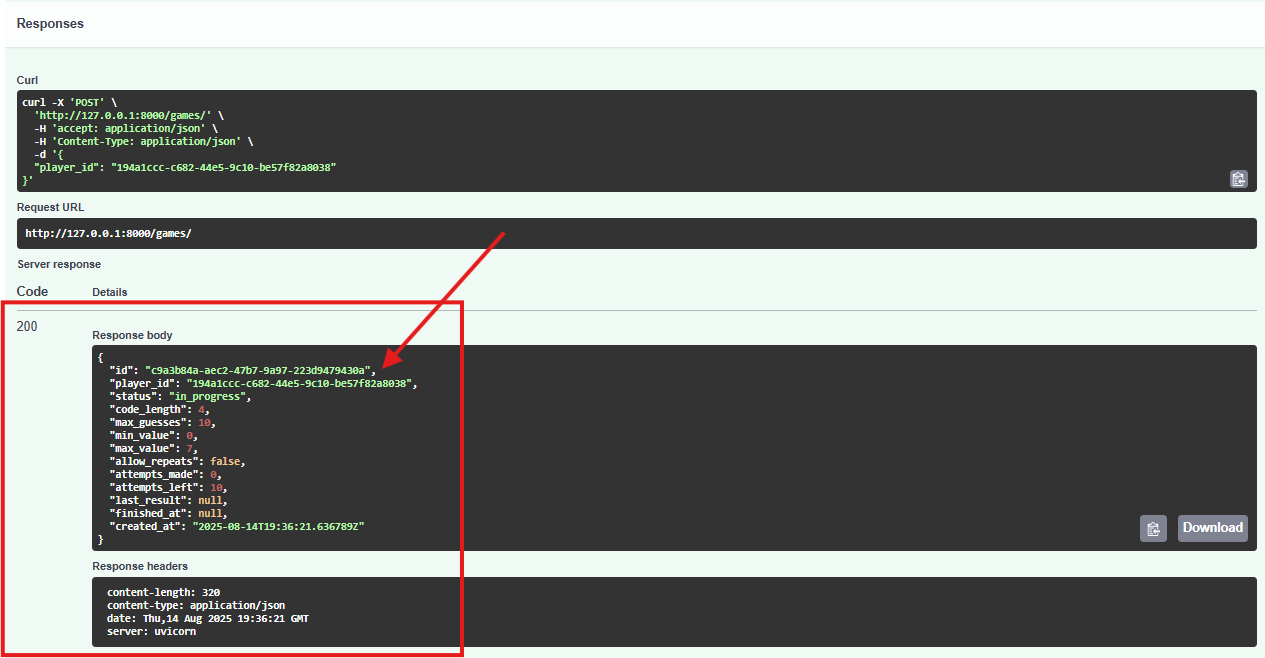 Responses
Curl
curl -X 'POST' \
  'http://127.0.0.1:8000/games/' \
  -H 'accept: application/json' \
  -H 'Content-Type: application/json' \
  -d '{
  "player_id": "194a1ccc-c682-44e5-9c10-be57f82a8038"
}'
Request URL
http://127.0.0.1:8000/games/
Server response
Code Details
200
Response body
{
  "id": "c9a3b84a-aec2-47b7-9a97-223d9479430a",
  "player_id": "194a1ccc-c682-44e5-9c10-be57f82a8038",
  "status": "in_progress",
  "code_length": 4,
  "max_guesses": 10,
  "min_value": 0,
  "max_value": 7,
  "allow_repeats": false,
  "attempts_made": 0,
  "attempts_left": 10,
  "last_result": null,
  "finished_at": null,
  "created_at": "2025-08-14T19:36:21.636789Z"
}
Download
Response headers
content-length: 320
content-type: application/json
date: Thu,14 Aug 2025 19:36:21 GMT
server: uvicorn